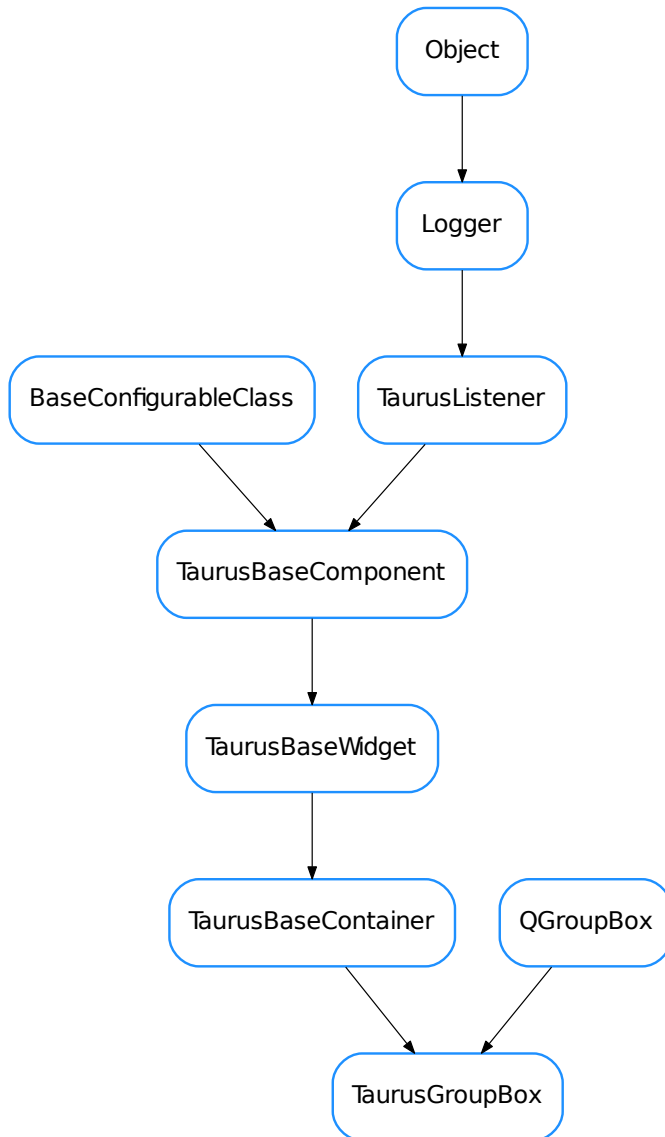 Object
Logger
BaseConfigurableClass
TaurusListener
TaurusBaseComponent
TaurusBaseWidget
TaurusBaseContainer
QGroupBox
TaurusGroupBox